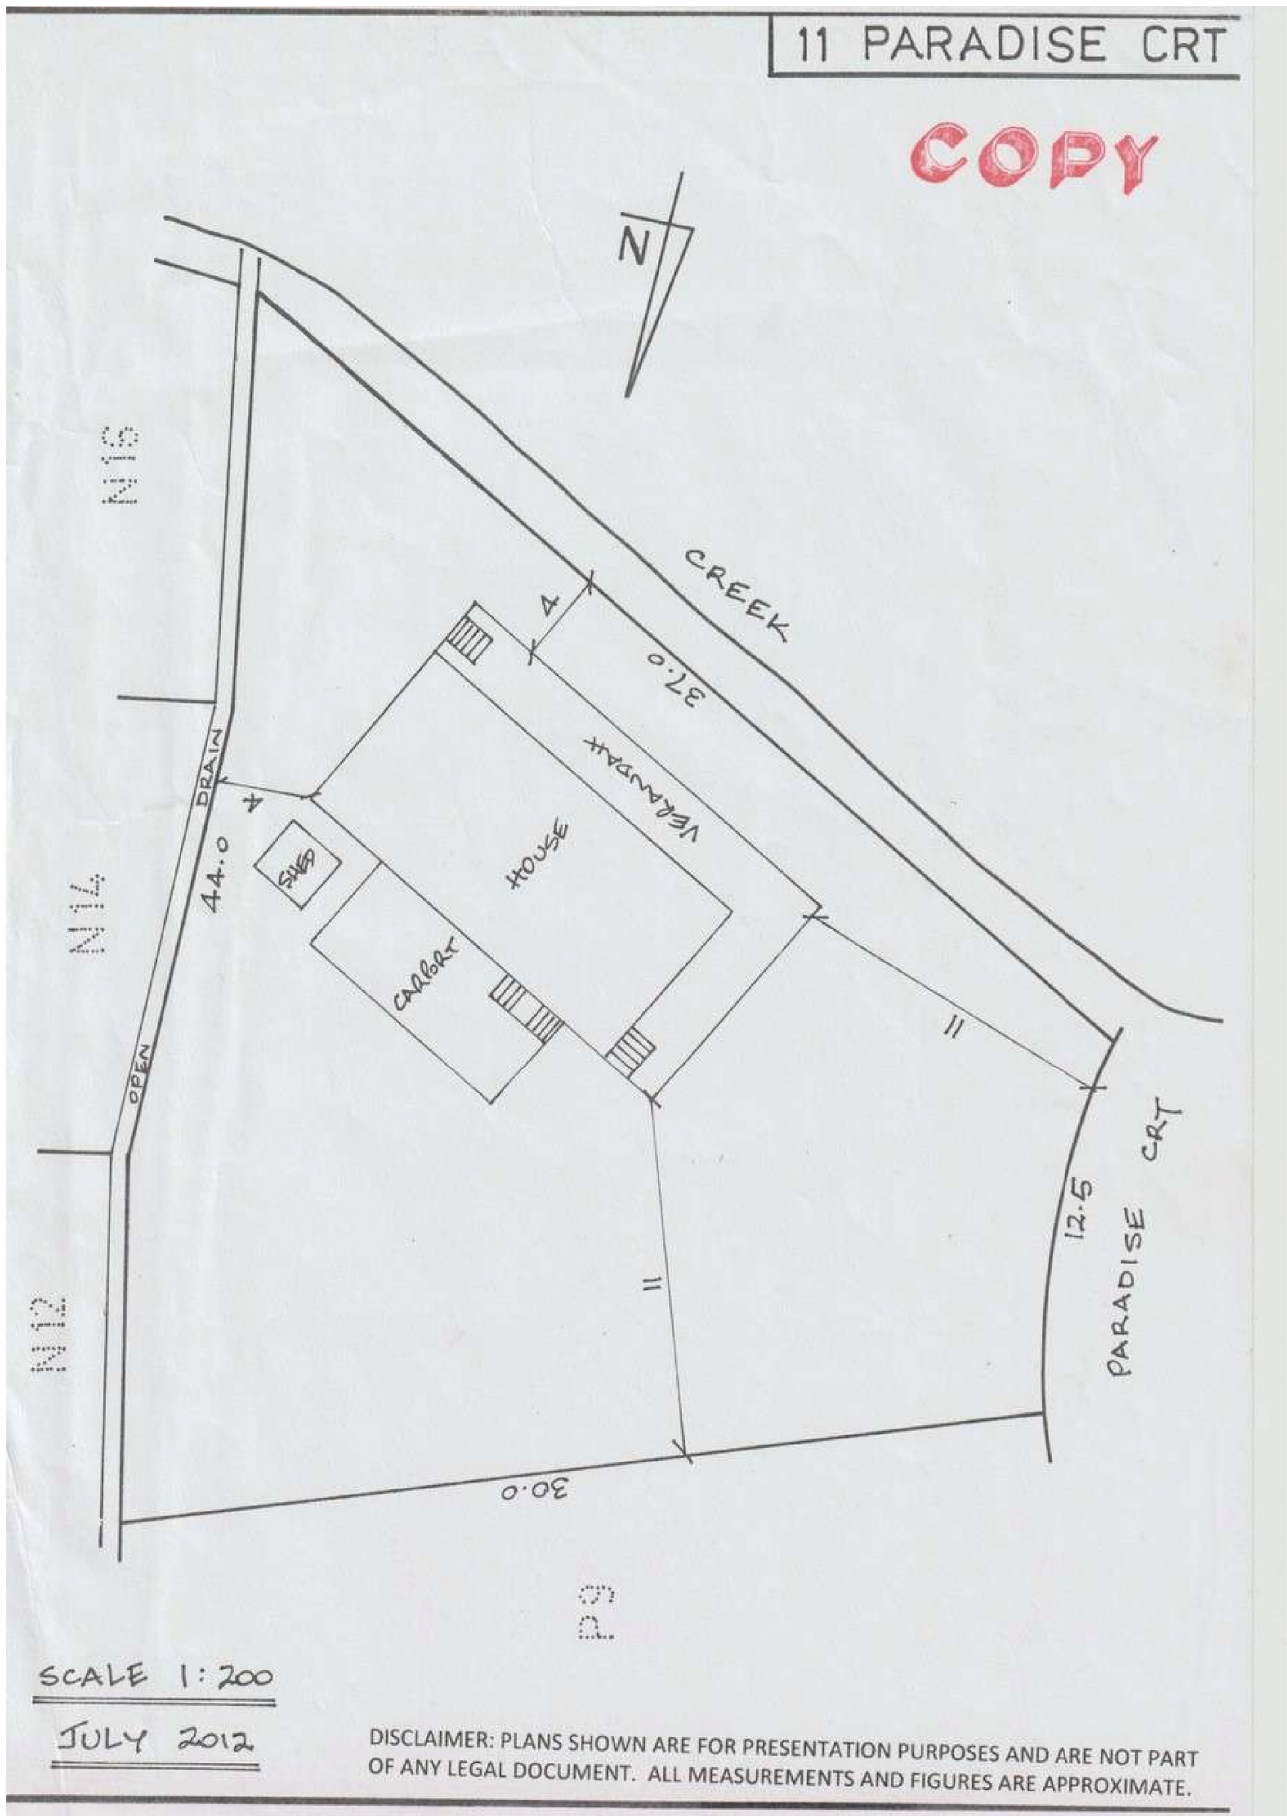 11 PARADISE CRT
COPY
N
N16
CREEK
4
37.0
VERANDAH
DRAIN
4
HOUSE
44.0
SHED
N14
CARPORT
11
OPEN
12.5
PARADISE CRT
11
N12
30.0
P9
SCALE 1:200
JULY 2012
DISCLAIMER: PLANS SHOWN ARE FOR PRESENTATION PURPOSES AND ARE NOT PART
OF ANY LEGAL DOCUMENT. ALL MEASUREMENTS AND FIGURES ARE APPROXIMATE.